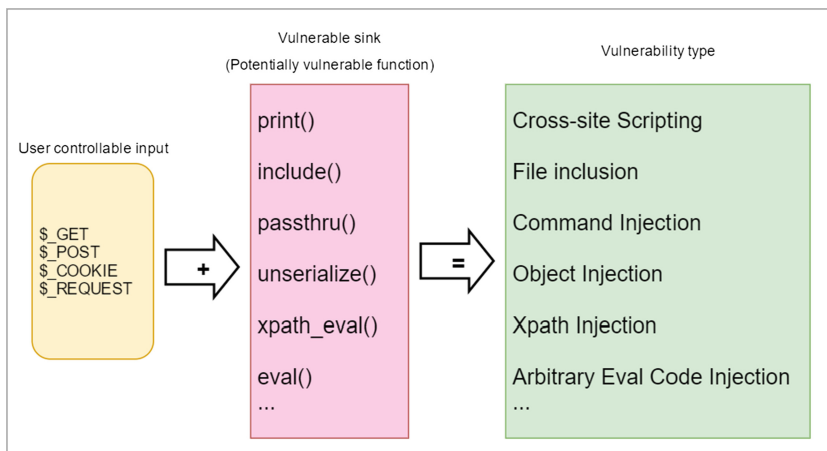 Vulnerable sink
(Potentially vulnerable function)
Vulnerability type
User controllable input
$_GET
$_POST
$_COOKIE
$_REQUEST
+
print()
include()
passthru()
unserialize()
xpath_eval()
eval()
...
=
Cross-site Scripting
File inclusion
Command Injection
Object Injection
Xpath Injection
Arbitrary Eval Code Injection
...